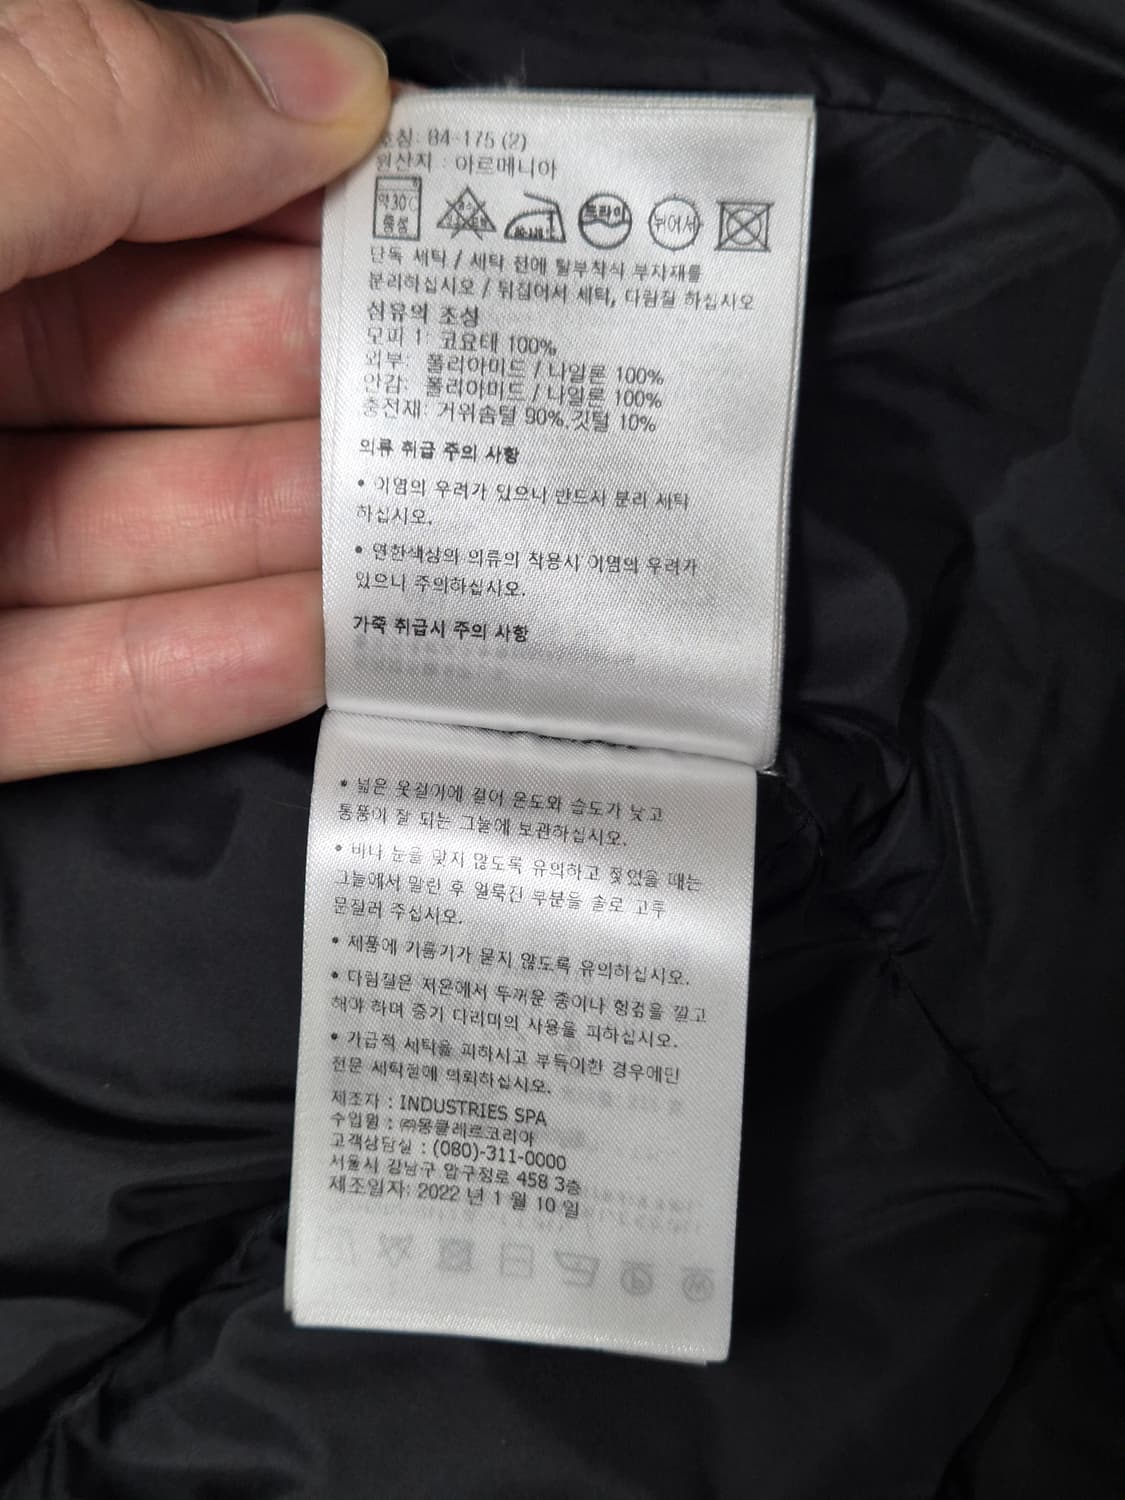 호칭: 84-175 (2)
원산지 : 아르메니아
약30℃
중성
드라이
뉘어서
단독 세탁 / 세탁 전에 탈부착식 부자재를
분리하십시오 / 뒤집어서 세탁, 다림질 하십시오
섬유의 조성
모피 1: 코요테 100%
외부: 폴리아미드 / 나일론 100%
안감: 폴리아미드 / 나일론 100%
충전재: 거위솜털 90%, 깃털 10%
의류 취급 주의 사항
• 이염의 우려가 있으니 반드시 분리 세탁
하십시오.
• 연한색상의 의류의 착용시 이염의 우려가
있으니 주의하십시오.
가죽 취급시 주의 사항
• 넓은 옷걸이에 걸어 온도와 습도가 낮고
통풍이 잘 되는 그늘에 보관하십시오.
• 비나 눈을 맞지 않도록 유의하고 젖었을 때는
그늘에서 말린 후 얼룩진 부분을 솔로 고루
문질러 주십시오.
• 제품에 기름기가 묻지 않도록 유의하십시오.
• 다림질은 저온에서 두꺼운 종이나 헝겊을 깔고
해야 하며 증기 다리미의 사용을 피하십시오.
• 가급적 세탁을 피하시고 부득이한 경우에만
전문 세탁점에 의뢰하십시오.
제조자 : INDUSTRIES SPA
수입원 : ㈜몽클레르코리아
고객상담실 : (080)-311-0000
서울시 강남구 압구정로 458 3층
제조일자: 2022 년 1 월 10 일